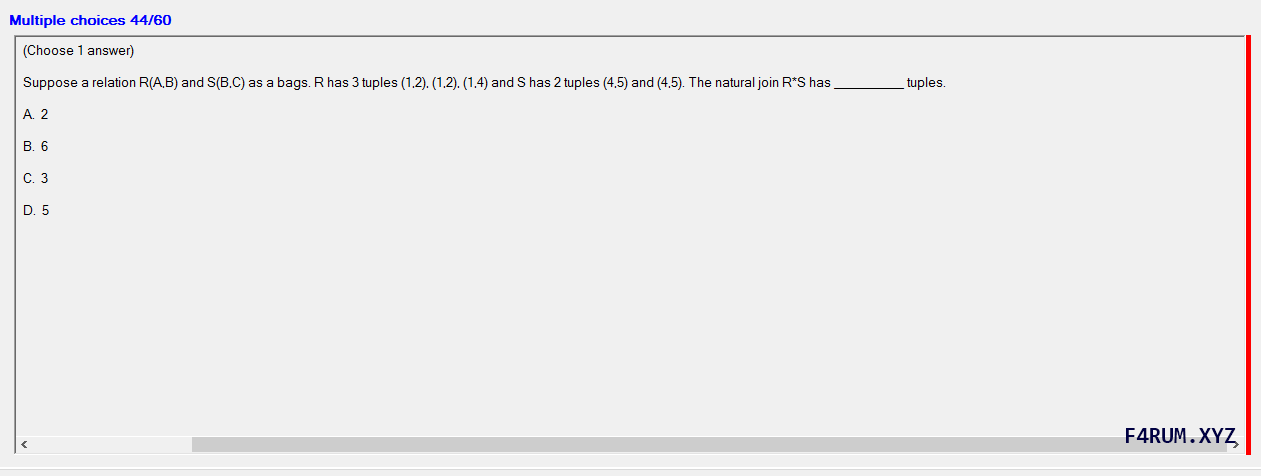 Multiple choices 44/60
(Choose 1 answer)
Suppose a relation R(A,B) and S(B,C) as a bags. R has 3 tuples (1,2), (1,2), (1,4) and S has 2 tuples (4,5) and (4,5). The natural join R*S has __________ tuples.
A. 2
B. 6
C. 3
D. 5
F4RUM.XYZ